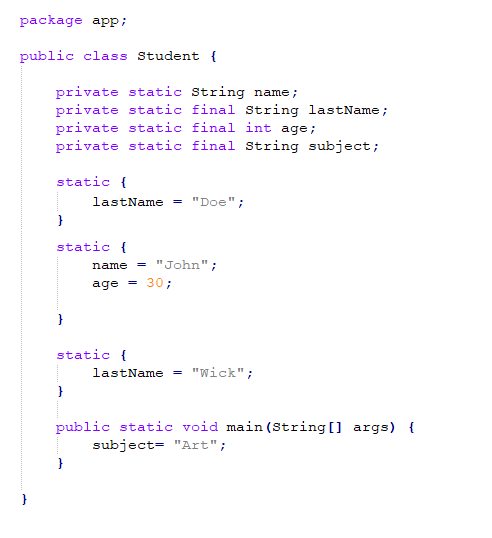 package app;
public class Student {
private static String name;
private static final String lastName;
private static final int age;
private static final String subject;
static {
lastName = "Doe";
}
static {
name = "John";
age = 30;
}
static {
lastName = "Wick";
}
public static void main(String[] args) {
subject= "Art";
}
}